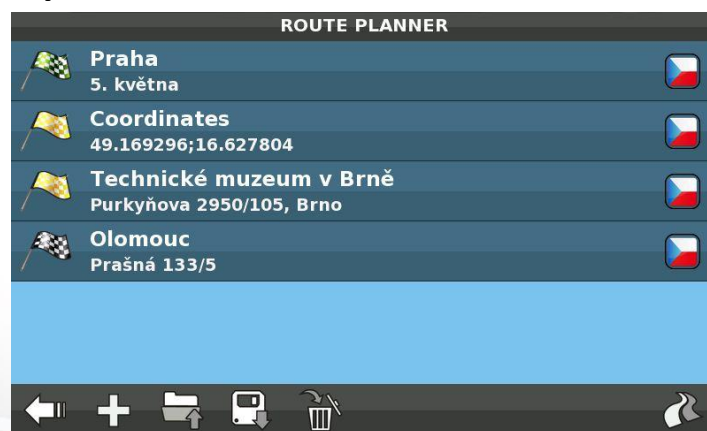 ROUTE PLANNER
Praha
5. května
Coordinates
49.169296;16.627804
Technické muzeum v Brně
Purkyňova 2950/105, Brno
Olomouc
Prašná 133/5